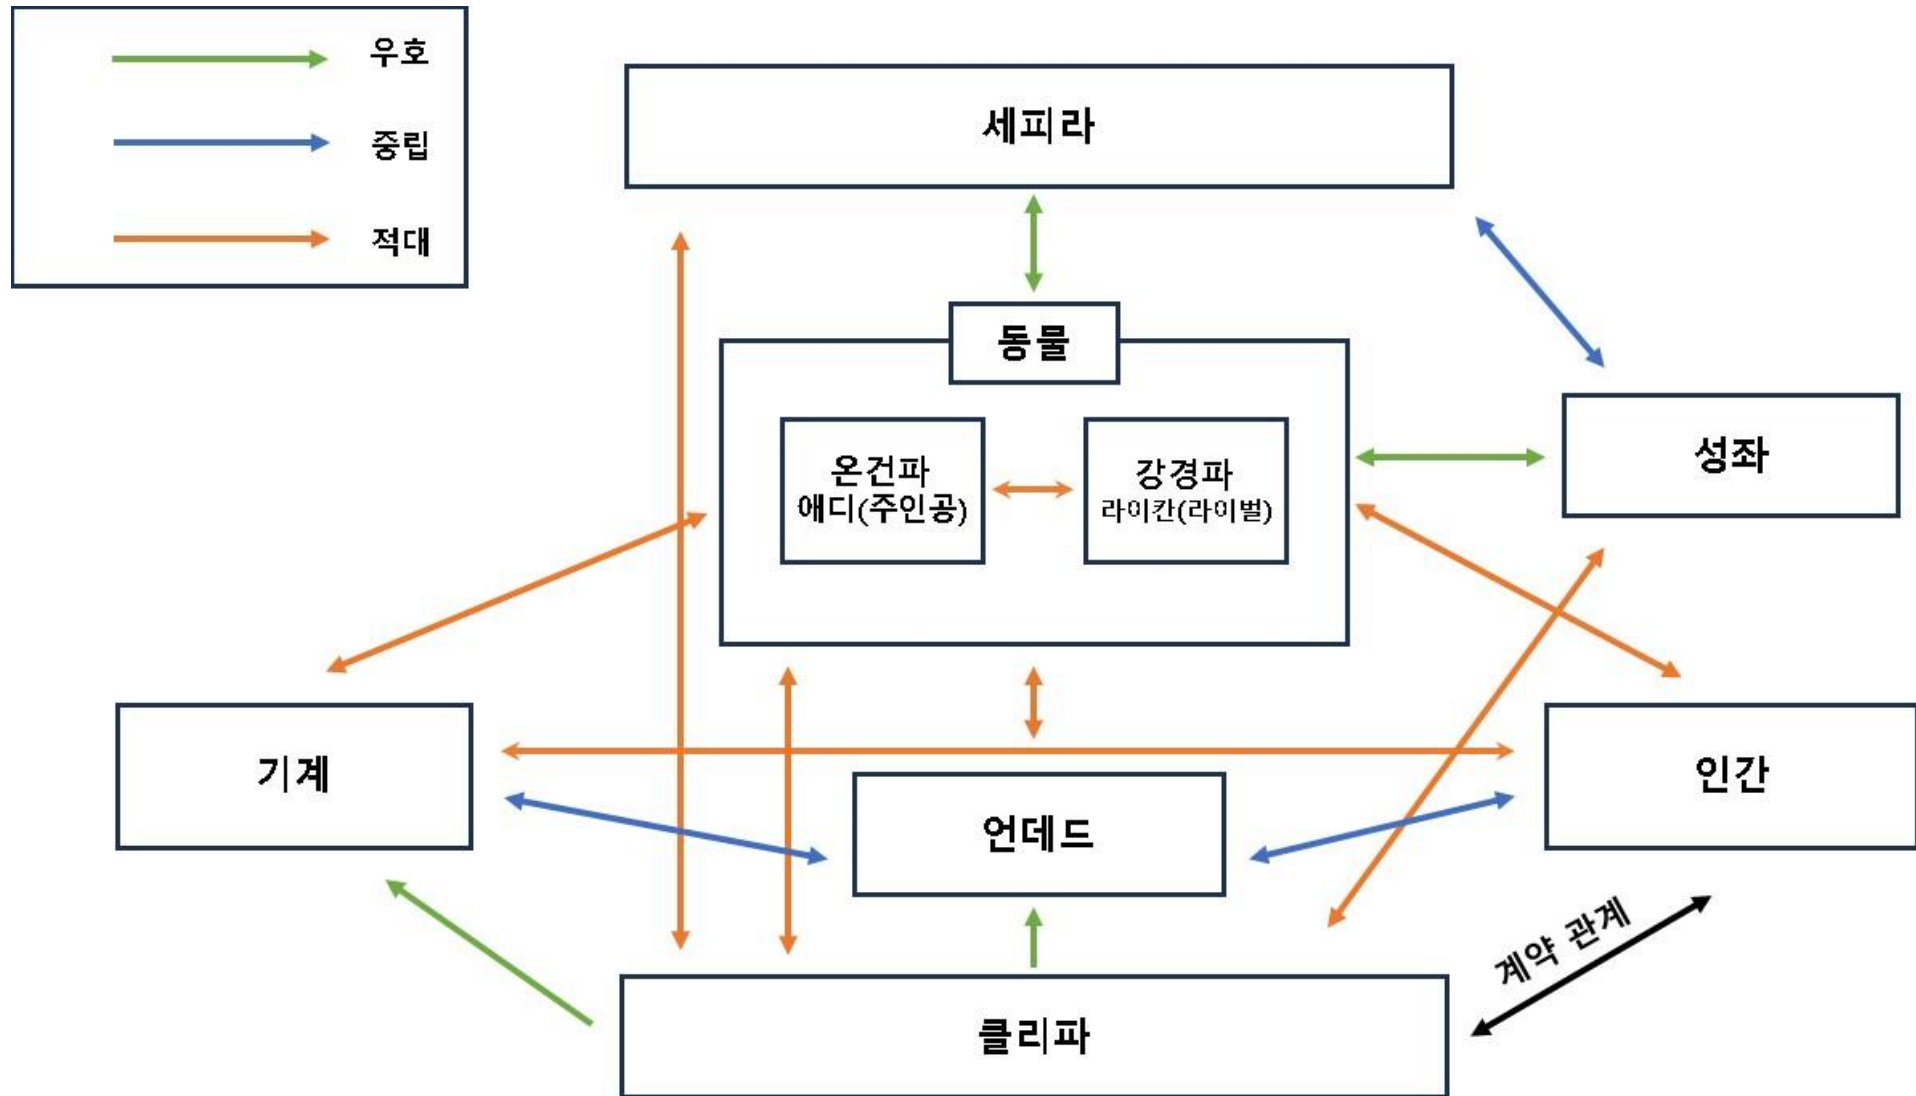 우호
중립
적대
세피라
동물
온건파
애디(주인공)
강경파
라이칸(라이벌)
성좌
기계
인간
언데드
계약 관계
클리파